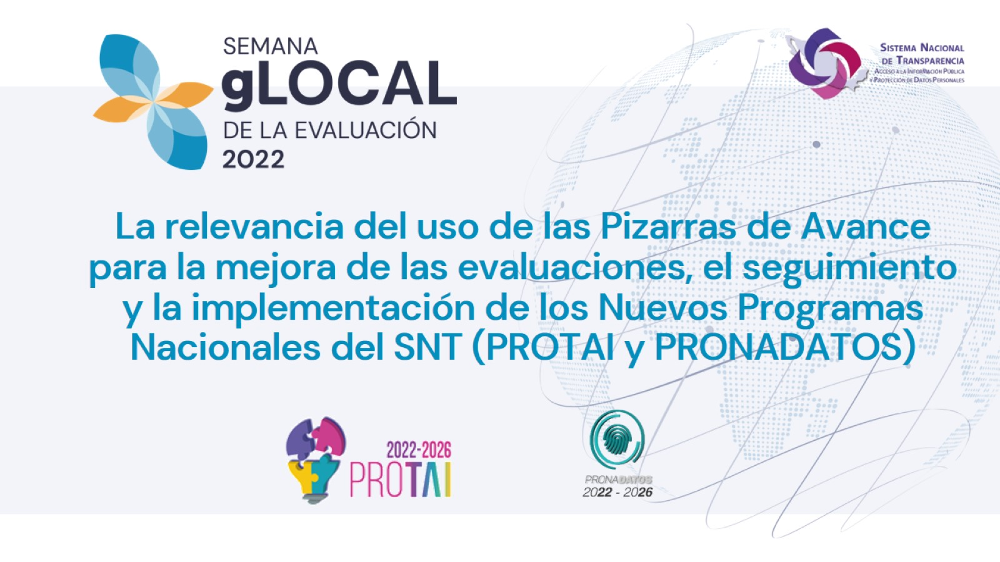 SEMANA
gLOCAL
DE LA EVALUACIÓN
2022
SISTEMA NACIONAL
DE TRANSPARENCIA
ACCESO A LA INFORMACIÓN PÚBLICA
Y PROTECCIÓN DE DATOS PERSONALES
La relevancia del uso de las Pizarras de Avance
para la mejora de las evaluaciones, el seguimiento
y la implementación de los Nuevos Programas
Nacionales del SNT (PROTAI y PRONADATOS)
2022-2026
PROTAI
PRONADATOS
2022 - 2026